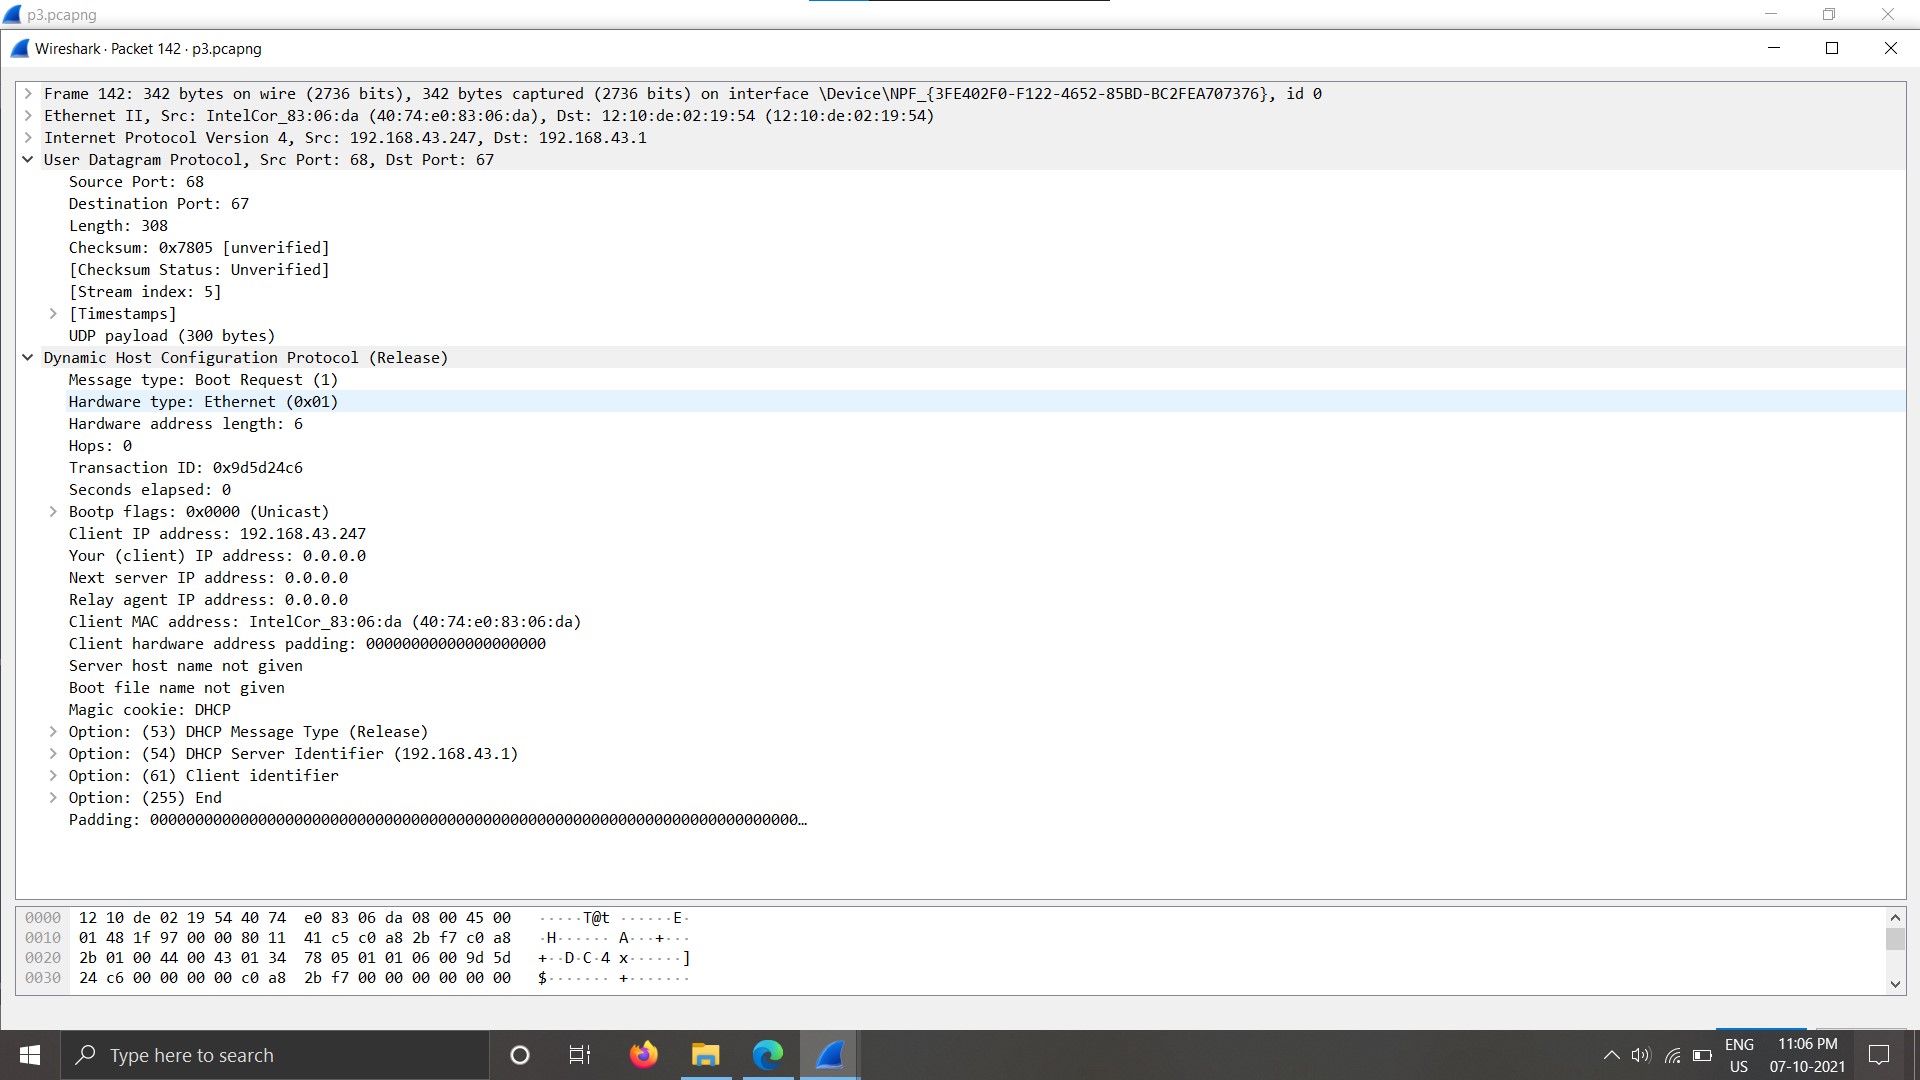 p3.pcapng
Wireshark · Packet 142 · p3.pcapng
Frame 142: 342 bytes on wire (2736 bits), 342 bytes captured (2736 bits) on interface \Device\NPF_{3FE402F0-F122-4652-85BD-BC2FEA707376}, id 0
Ethernet II, Src: IntelCor_83:06:da (40:74:e0:83:06:da), Dst: 12:10:de:02:19:54 (12:10:de:02:19:54)
Internet Protocol Version 4, Src: 192.168.43.247, Dst: 192.168.43.1
User Datagram Protocol, Src Port: 68, Dst Port: 67
Source Port: 68
Destination Port: 67
Length: 308
Checksum: 0x7805 [unverified]
[Checksum Status: Unverified]
[Stream index: 5]
[Timestamps]
UDP payload (300 bytes)
Dynamic Host Configuration Protocol (Release)
Message type: Boot Request (1)
Hardware type: Ethernet (0x01)
Hardware address length: 6
Hops: 0
Transaction ID: 0x9d5d24c6
Seconds elapsed: 0
Bootp flags: 0x0000 (Unicast)
Client IP address: 192.168.43.247
Your (client) IP address: 0.0.0.0
Next server IP address: 0.0.0.0
Relay agent IP address: 0.0.0.0
Client MAC address: IntelCor_83:06:da (40:74:e0:83:06:da)
Client hardware address padding: 00000000000000000000
Server host name not given
Boot file name not given
Magic cookie: DHCP
Option: (53) DHCP Message Type (Release)
Option: (54) DHCP Server Identifier (192.168.43.1)
Option: (61) Client identifier
Option: (255) End
Padding: 000000000000000000000000000000000000000000000000000000000000000000000000…
0000 12 10 de 02 19 54 40 74 e0 83 06 da 08 00 45 00 ·····T@t ······E·
0010 01 48 1f 97 00 00 80 11 41 c5 c0 a8 2b f7 c0 a8 ·H······ A···+···
0020 2b 01 00 44 00 43 01 34 78 05 01 01 06 00 9d 5d +··D·C·4 x······]
0030 24 c6 00 00 00 00 c0 a8 2b f7 00 00 00 00 00 00 $······· +·······
Type here to search
ENG
US
11:06 PM
07-10-2021